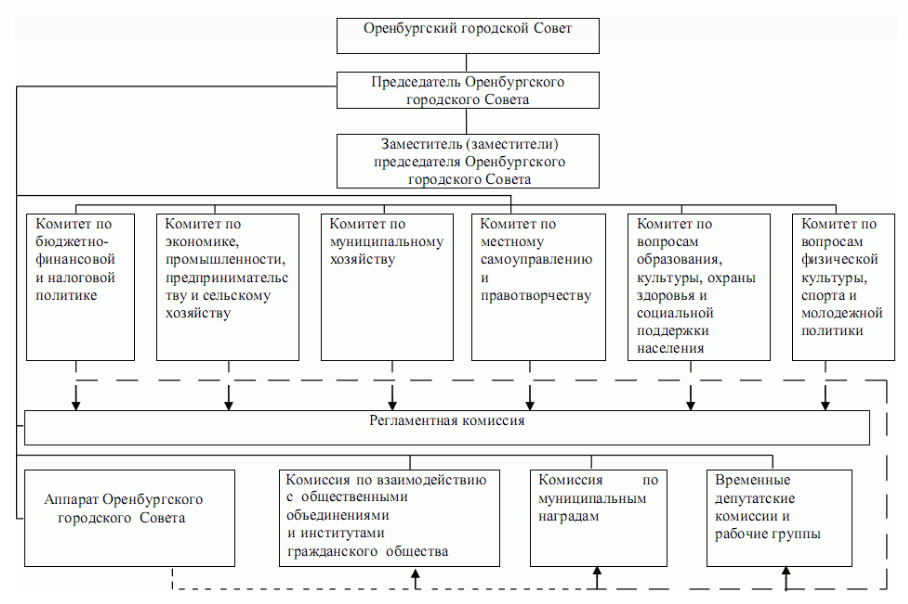 Оренбургский городской Совет
Председатель Оренбургского
городского Совета
Заместитель (заместители)
председателя Оренбургского
городского Совета
Комитет по
бюджетно-
финансовой
и налоговой
политике
Комитет по
экономике,
промышленности,
предпринимательс
тву и сельскому
хозяйству
Комитет по
муниципальному
хозяйству
Комитет по
местному
самоуправлению
и
правотворчеству
Комитет по
вопросам
образования,
культуры, охраны
здоровья и
социальной
поддержки
населения
Комитет по
вопросам
физической
культуры,
спорта и
молодежной
политики
Регламентная комиссия
Аппарат Оренбургского
городского Совета
Комиссия по взаимодействию
с общественными
объединениями
и институтами
гражданского общества
Комиссия по
муниципальным
наградам
Временные
депутатские
комиссии и
рабочие группы